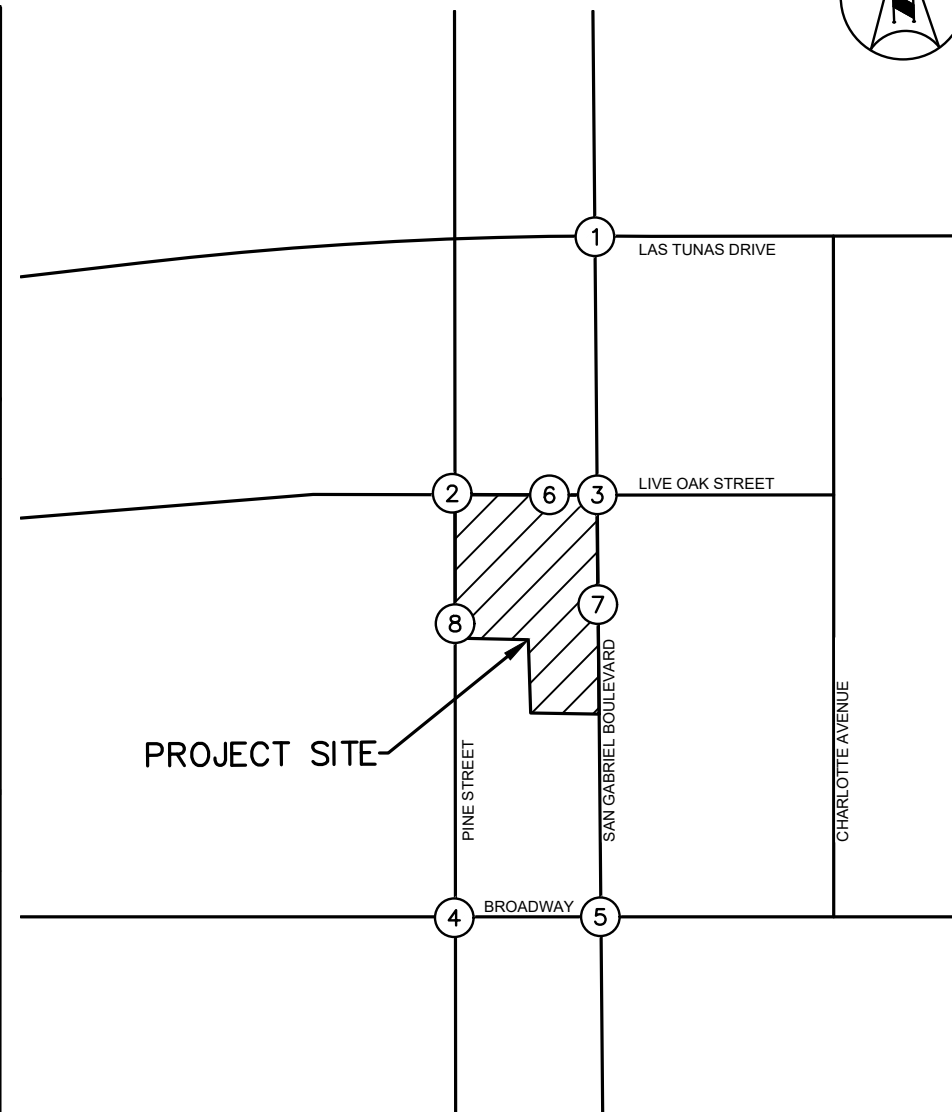 N
1
LAS TUNAS DRIVE
2
6
3
LIVE OAK STREET
7
8
PROJECT SITE
PINE STREET
SAN GABRIEL BOULEVARD
CHARLOTTE AVENUE
4
BROADWAY
5